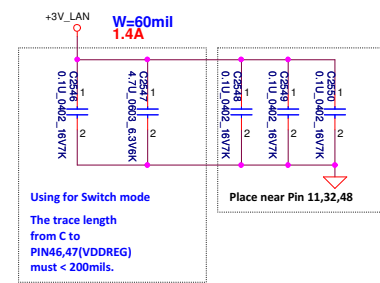 +3V_LAN
W=60mil
1.4A
C2546
0.1U_0402_16V7K
1
2
C2547
4.7U_0603_6.3V6K
1
2
C2548
0.1U_0402_16V7K
1
2
C2549
0.1U_0402_16V7K
1
2
C2550
0.1U_0402_16V7K
1
2
Using for Switch mode
The trace length
from C to
PIN46,47(VDDREG)
must < 200mils.
Place near Pin 11,32,48